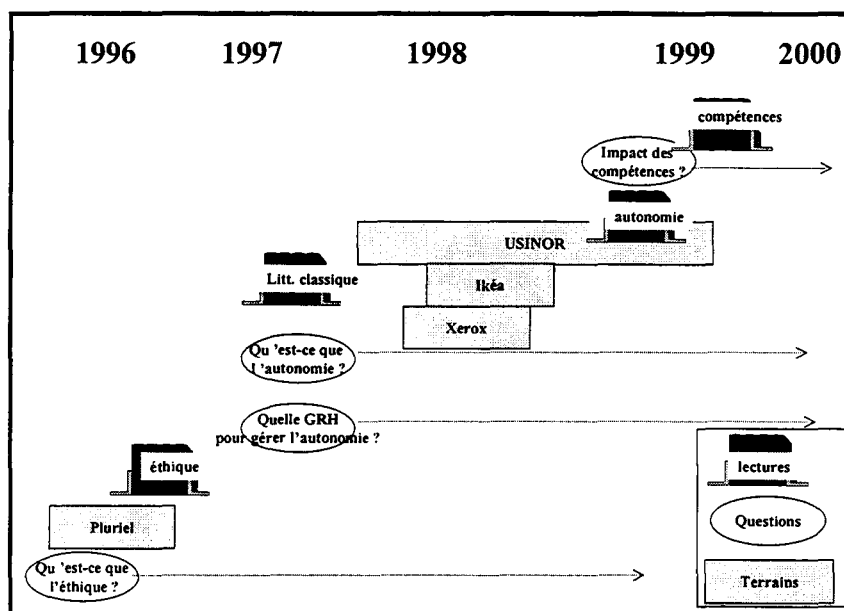 1996 1997 1998 1999 2000
compétences
Impact des
compétences ?
autonomie
USINOR
Litt. classique
Ikéa
Xerox
Qu 'est-ce que
l 'autonomie ?
Quelle GRH
pour gérer l'autonomie ?
éthique
lectures
Pluriel
Questions
Qu 'est-ce que
l'éthique ?
Terrains